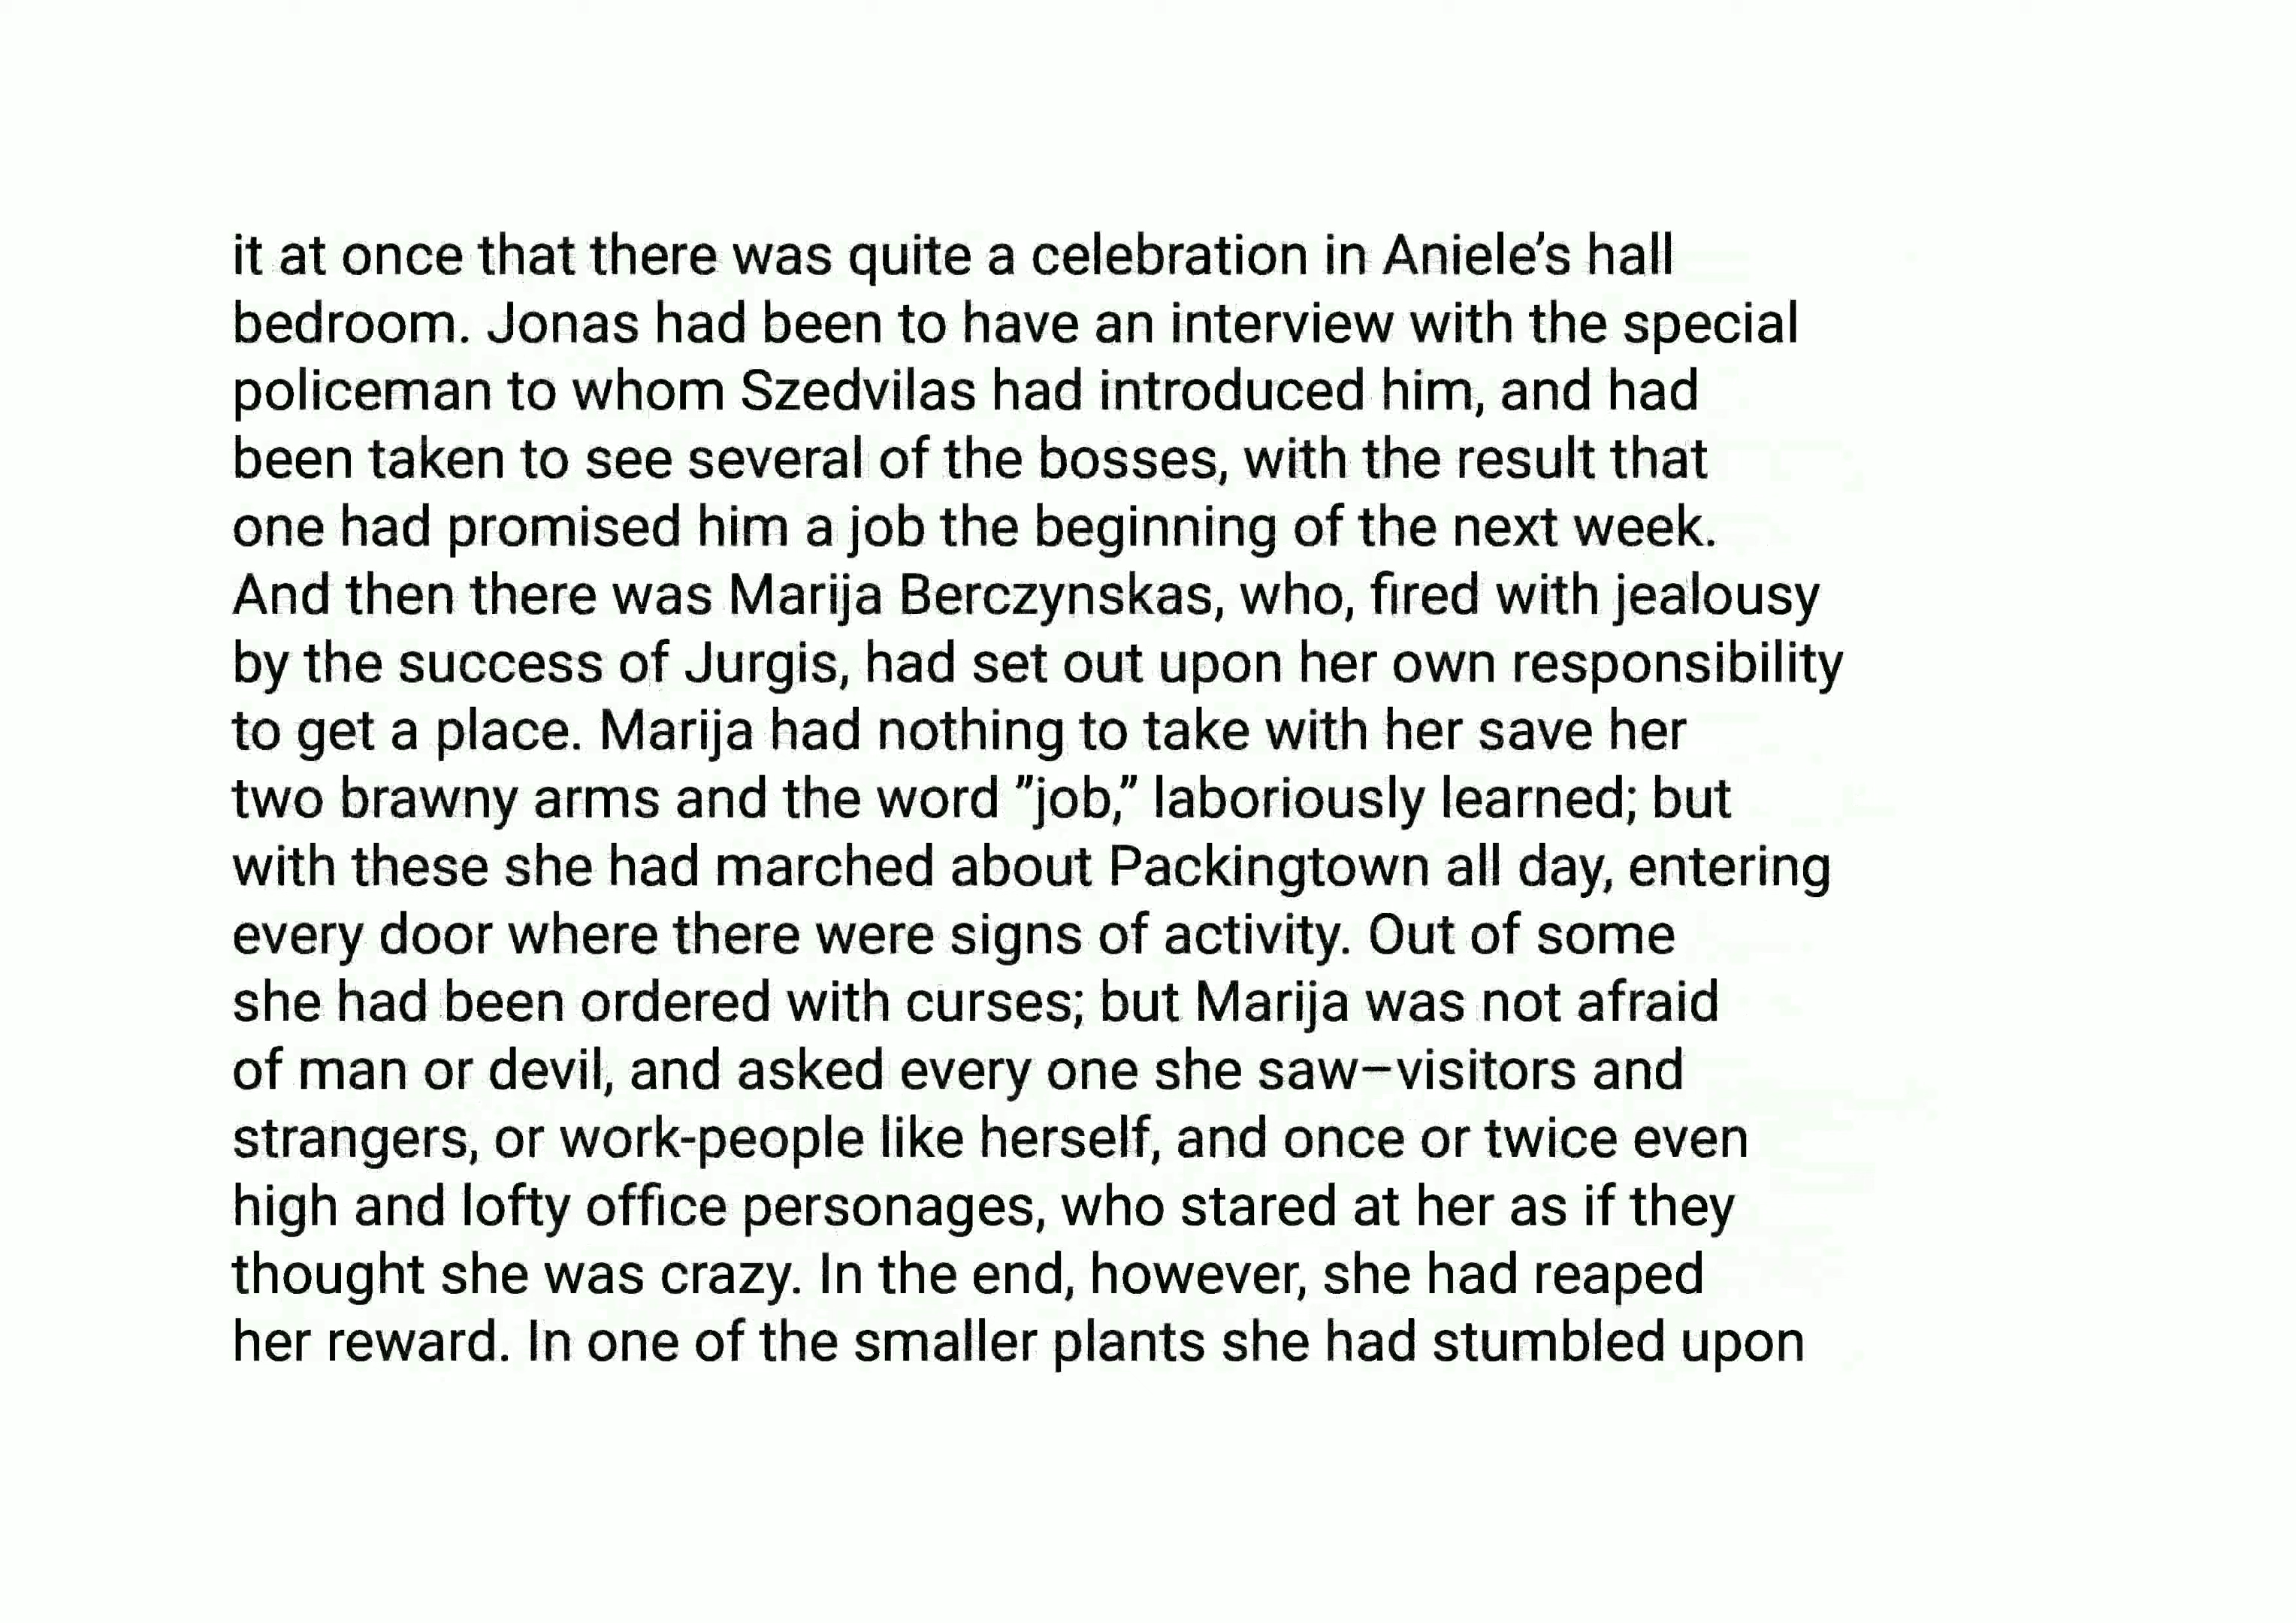 it at once that there was quite a celebration in Aniele’s hall
bedroom. Jonas had been to have an interview with the special
policeman to whom Szedvilas had introduced him, and had
been taken to see several of the bosses, with the result that
one had promised him a job the beginning of the next week.
And then there was Marija Berczynskas, who, fired with jealousy
by the success of Jurgis, had set out upon her own responsibility
to get a place. Marija had nothing to take with her save her
two brawny arms and the word ”job,” laboriously learned; but
with these she had marched about Packingtown all day, entering
every door where there were signs of activity. Out of some
she had been ordered with curses; but Marija was not afraid
of man or devil, and asked every one she saw–visitors and
strangers, or work-people like herself, and once or twice even
high and lofty office personages, who stared at her as if they
thought she was crazy. In the end, however, she had reaped
her reward. In one of the smaller plants she had stumbled upon